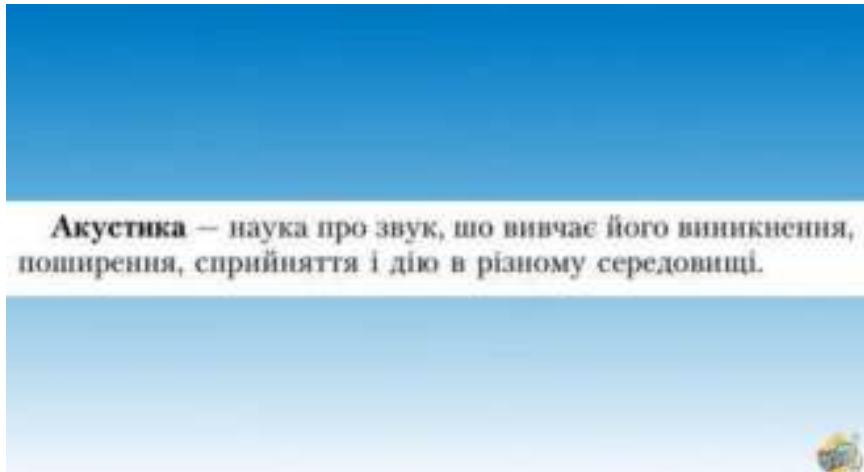 Акустика — наука про звук, що вивчає його виникнення,
поширення, сприйняття і дію в різному середовищі.